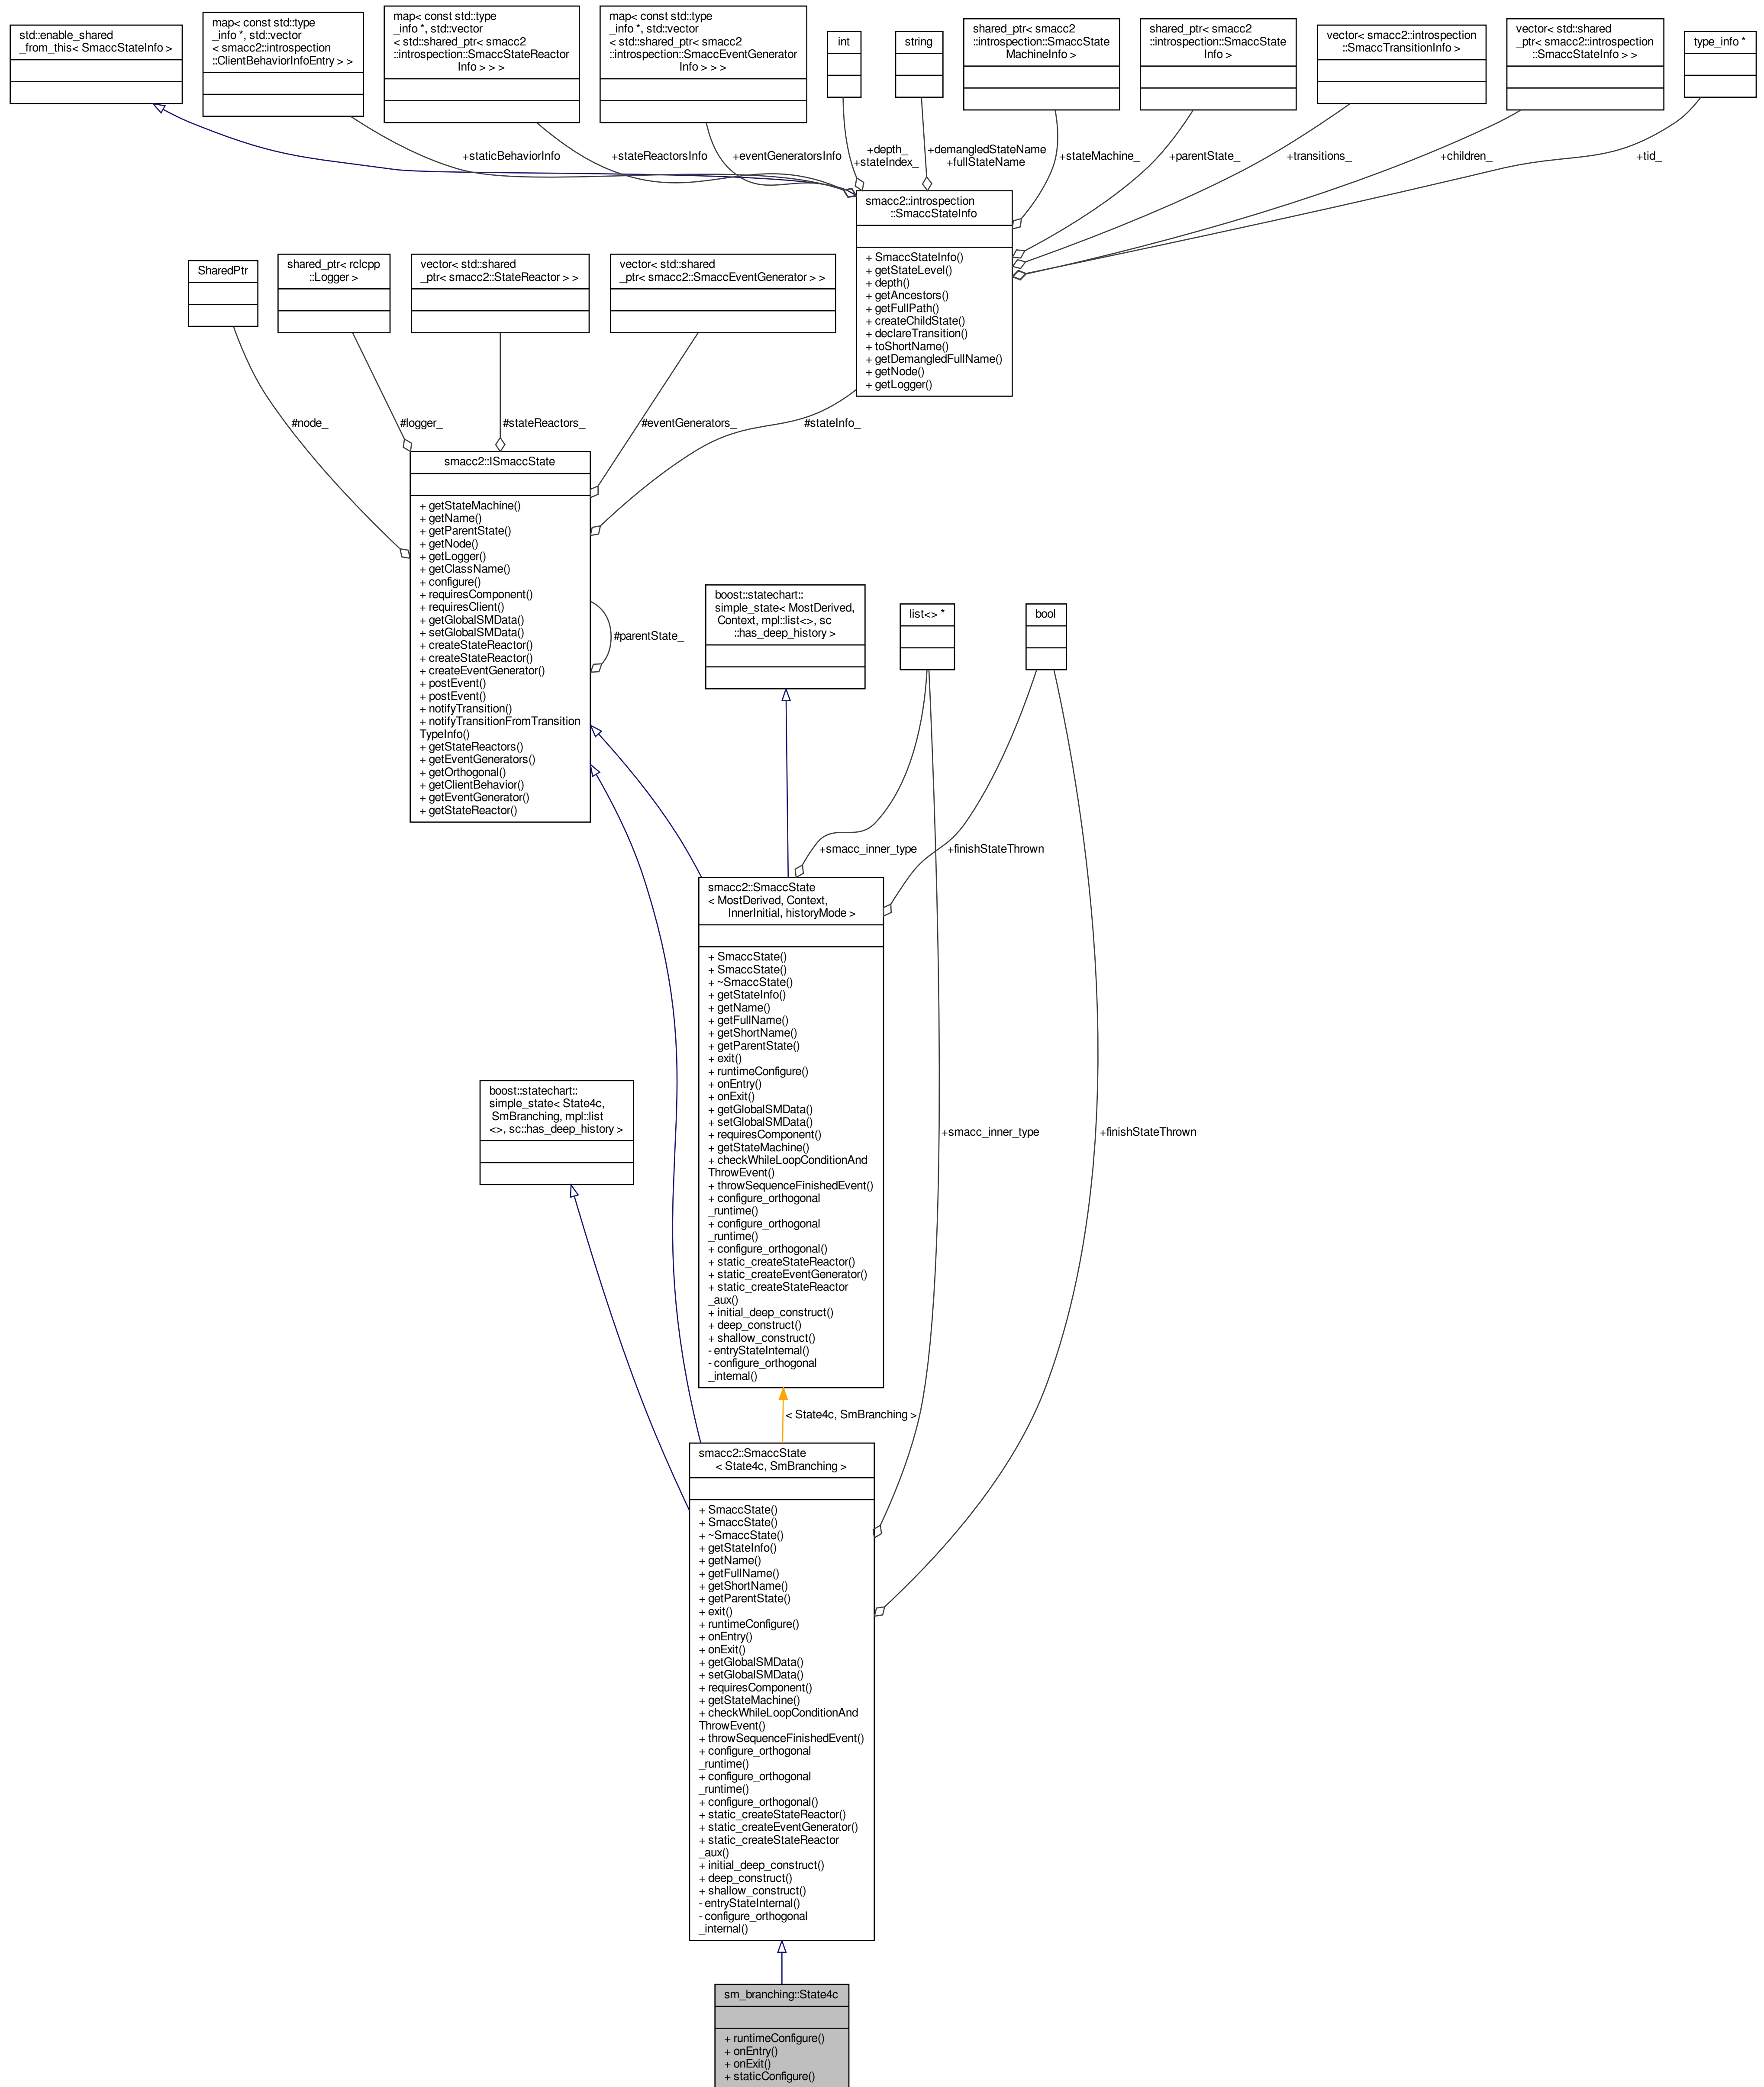 std::enable_shared
_from_this< SmaccStateInfo >
map< const std::type
_info *, std::vector
< smacc2::introspection
::ClientBehaviorInfoEntry > >
map< const std::type
_info *, std::vector
< std::shared_ptr< smacc2
::introspection::SmaccStateReactor
Info > > >
map< const std::type
_info *, std::vector
< std::shared_ptr< smacc2
::introspection::SmaccEventGenerator
Info > > >
int
string
shared_ptr< smacc2
::introspection::SmaccState
MachineInfo >
shared_ptr< smacc2
::introspection::SmaccState
Info >
vector< smacc2::introspection
::SmaccTransitionInfo >
vector< std::shared
_ptr< smacc2::introspection
::SmaccStateInfo > >
type_info *
+staticBehaviorInfo
+stateReactorsInfo
+eventGeneratorsInfo
+depth_
+stateIndex_
+demangledStateName
+fullStateName
+stateMachine_
+parentState_
+transitions_
+children_
+tid_
smacc2::introspection
::SmaccStateInfo
+ SmaccStateInfo()
+ getStateLevel()
+ depth()
+ getAncestors()
+ getFullPath()
+ createChildState()
+ declareTransition()
+ toShortName()
+ getDemangledFullName()
+ getNode()
+ getLogger()
SharedPtr
shared_ptr< rclcpp
::Logger >
vector< std::shared
_ptr< smacc2::StateReactor > >
vector< std::shared
_ptr< smacc2::SmaccEventGenerator > >
#node_
#logger_
#stateReactors_
#eventGenerators_
#stateInfo_
smacc2::ISmaccState
+ getStateMachine()
+ getName()
+ getParentState()
+ getNode()
+ getLogger()
+ getClassName()
+ configure()
+ requiresComponent()
+ requiresClient()
+ getGlobalSMData()
+ setGlobalSMData()
+ createStateReactor()
+ createStateReactor()
+ createEventGenerator()
+ postEvent()
+ postEvent()
+ notifyTransition()
+ notifyTransitionFromTransition
TypeInfo()
+ getStateReactors()
+ getEventGenerators()
+ getOrthogonal()
+ getClientBehavior()
+ getEventGenerator()
+ getStateReactor()
#parentState_
boost::statechart::
simple_state< MostDerived,
Context, mpl::list<>, sc
::has_deep_history >
list<> *
bool
+smacc_inner_type
+finishStateThrown
smacc2::SmaccState
< MostDerived, Context,
InnerInitial, historyMode >
+ SmaccState()
+ SmaccState()
+ ~SmaccState()
+ getStateInfo()
+ getName()
+ getFullName()
+ getShortName()
+ getParentState()
+ exit()
+ runtimeConfigure()
+ onEntry()
+ onExit()
+ getGlobalSMData()
+ setGlobalSMData()
+ requiresComponent()
+ getStateMachine()
+ checkWhileLoopConditionAnd
ThrowEvent()
+ throwSequenceFinishedEvent()
+ configure_orthogonal
_runtime()
+ configure_orthogonal
_runtime()
+ configure_orthogonal()
+ static_createStateReactor()
+ static_createEventGenerator()
+ static_createStateReactor
_aux()
+ initial_deep_construct()
+ deep_construct()
+ shallow_construct()
- entryStateInternal()
- configure_orthogonal
_internal()
+smacc_inner_type
+finishStateThrown
boost::statechart::
simple_state< State4c,
SmBranching, mpl::list
<>, sc::has_deep_history >
< State4c, SmBranching >
smacc2::SmaccState
< State4c, SmBranching >
+ SmaccState()
+ SmaccState()
+ ~SmaccState()
+ getStateInfo()
+ getName()
+ getFullName()
+ getShortName()
+ getParentState()
+ exit()
+ runtimeConfigure()
+ onEntry()
+ onExit()
+ getGlobalSMData()
+ setGlobalSMData()
+ requiresComponent()
+ getStateMachine()
+ checkWhileLoopConditionAnd
ThrowEvent()
+ throwSequenceFinishedEvent()
+ configure_orthogonal
_runtime()
+ configure_orthogonal
_runtime()
+ configure_orthogonal()
+ static_createStateReactor()
+ static_createEventGenerator()
+ static_createStateReactor
_aux()
+ initial_deep_construct()
+ deep_construct()
+ shallow_construct()
- entryStateInternal()
- configure_orthogonal
_internal()
sm_branching::State4c
+ runtimeConfigure()
+ onEntry()
+ onExit()
+ staticConfigure()